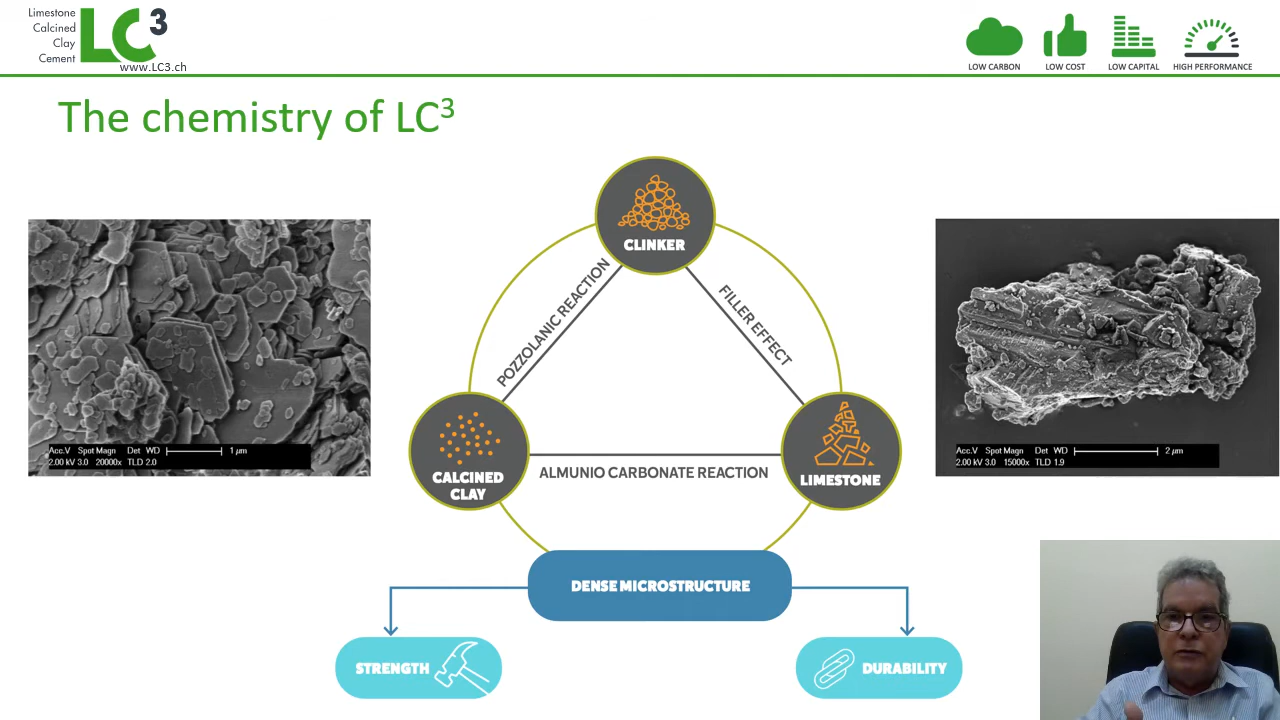 Limestone
Calcined
Clay
Cement
LC3
www.LC3.ch
LOW CARBON
LOW COST
LOW CAPITAL
HIGH PERFORMANCE
The chemistry of LC3
CLINKER
POZZOLANIC REACTION
FILLER EFFECT
CALCINED
CLAY
ALMUNIO CARBONATE REACTION
LIMESTONE
Acc.V Spot Magn Det WD 1 µm
2.00 kV 3.0 20000x TLD 2.0
Acc.V Spot Magn Det WD 2 µm
2.00 kV 3.0 15000x TLD 1.9
DENSE MICROSTRUCTURE
STRENGTH
DURABILITY